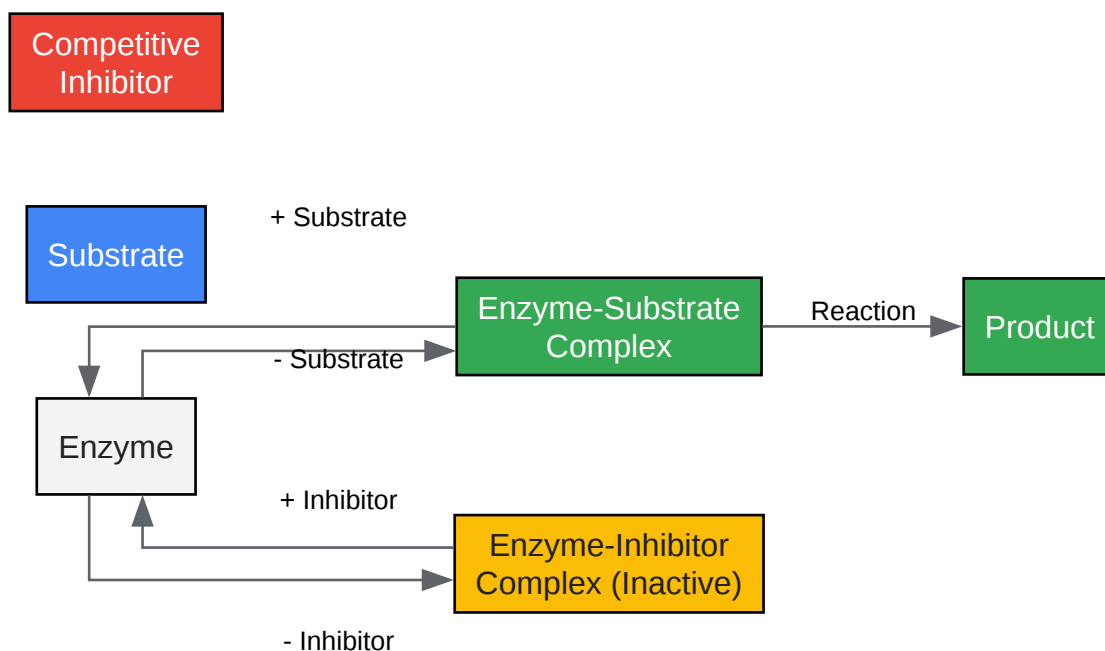 Competitive
Inhibitor
+ Substrate
Substrate
Enzyme-Substrate
Complex
Reaction
Product
- Substrate
Enzyme
+ Inhibitor
Enzyme-Inhibitor
Complex (Inactive)
- Inhibitor